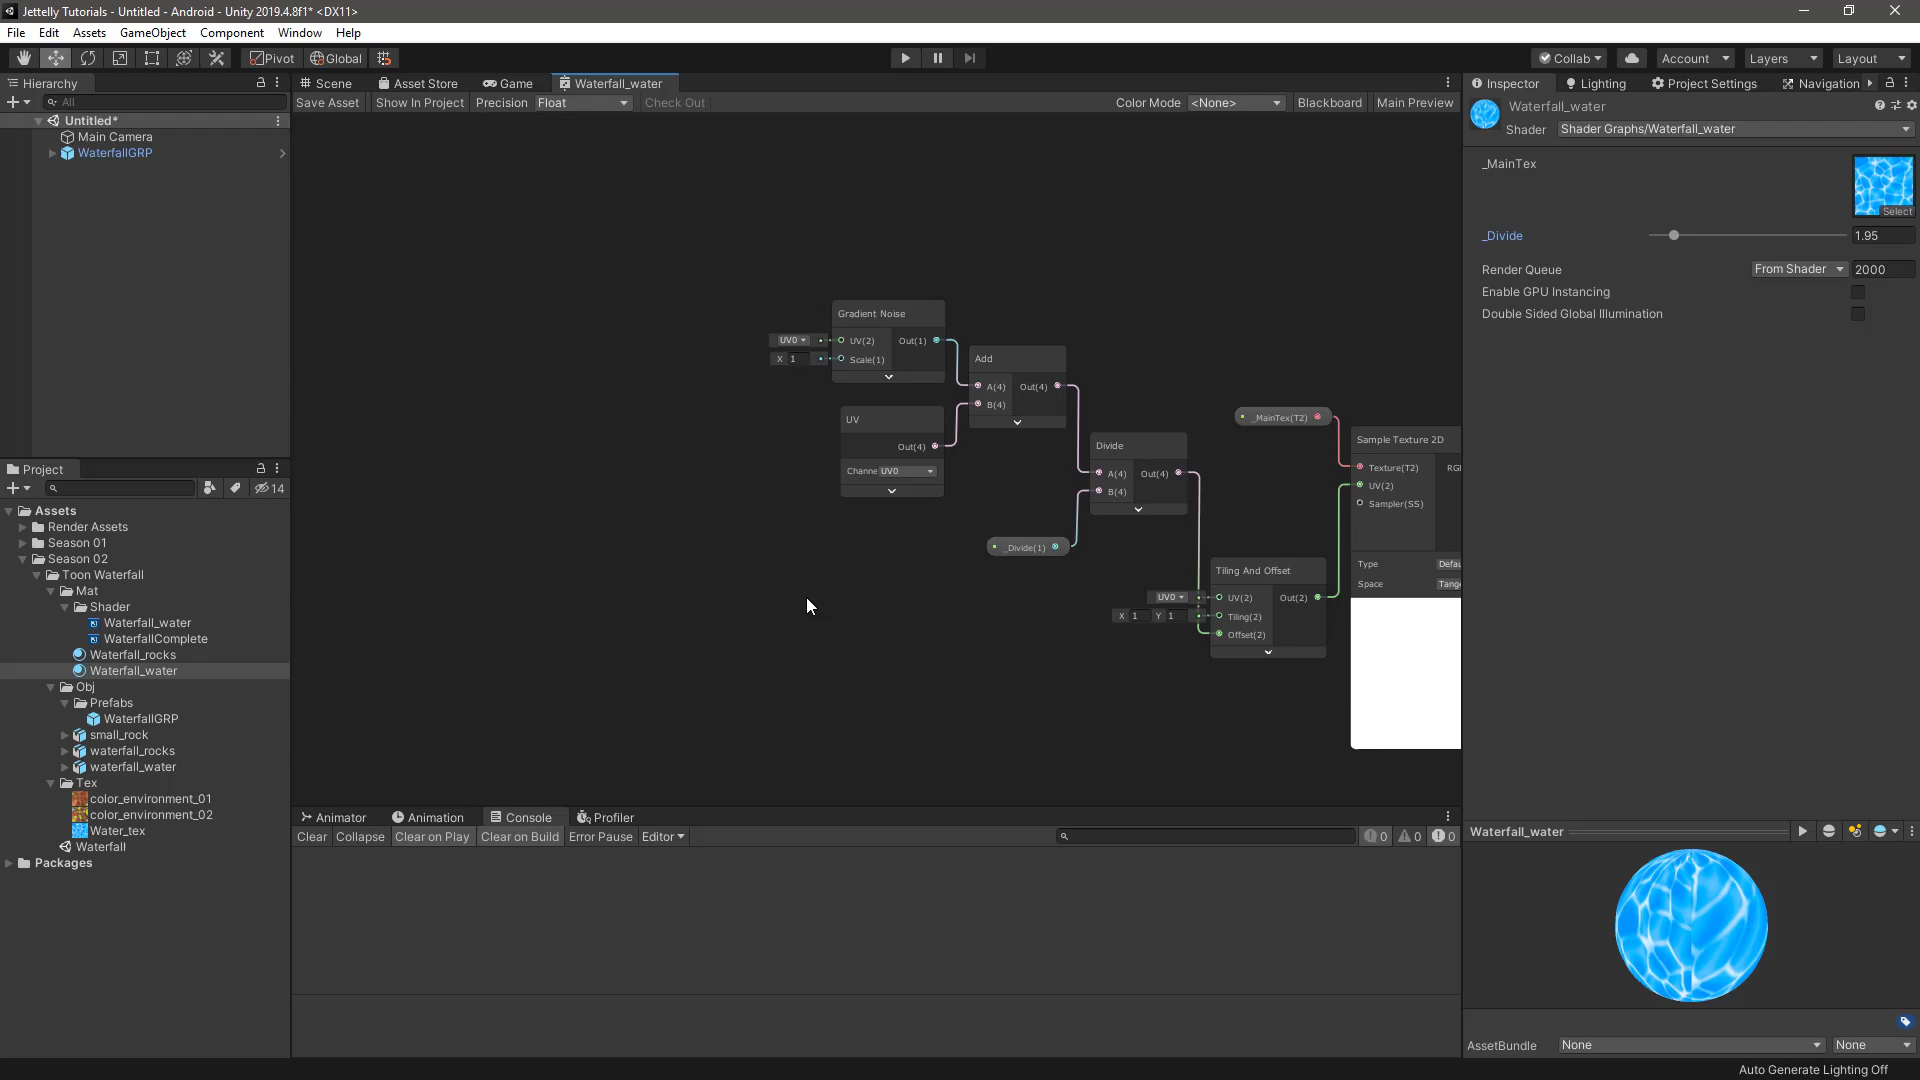 Jettelly Tutorials - Untitled - Android - Unity 2019.4.8f1* <DX11>
File Edit Assets GameObject Component Window Help
Pivot Global Collab Account Layers Layout
Hierarchy
All
Untitled*
Main Camera
WaterfallGRP
Scene Asset Store Game Waterfall_water
Save Asset Show In Project Precision Float Check Out Color Mode <None> Blackboard Main Preview
Gradient Noise
UV0 UV(2) Out(1)
X 1 Scale(1)
Add
A(4) Out(4)
B(4)
UV
Out(4)
Channe UV0
Divide
A(4) Out(4)
B(4)
_Divide(1)
_MainTex(T2)
Sample Texture 2D
Texture(T2)
UV(2)
Sampler(SS)
Type Defau
Space Tange
Tiling And Offset
UV0 UV(2) Out(2)
X 1 Y 1 Tiling(2)
Offset(2)
Project
14
Assets
Render Assets
Season 01
Season 02
Toon Waterfall
Mat
Shader
Waterfall_water
WaterfallComplete
Waterfall_rocks
Waterfall_water
Obj
Prefabs
WaterfallGRP
small_rock
waterfall_rocks
waterfall_water
Tex
color_environment_01
color_environment_02
Water_tex
Waterfall
Packages
Animator Animation Console Profiler
Clear Collapse Clear on Play Clear on Build Error Pause Editor 0 0 0
Inspector Lighting Project Settings Navigation
Waterfall_water
Shader Shader Graphs/Waterfall_water
_MainTex
Select
_Divide 1.95
Render Queue From Shader 2000
Enable GPU Instancing
Double Sided Global Illumination
Waterfall_water
AssetBundle None None
Auto Generate Lighting Off